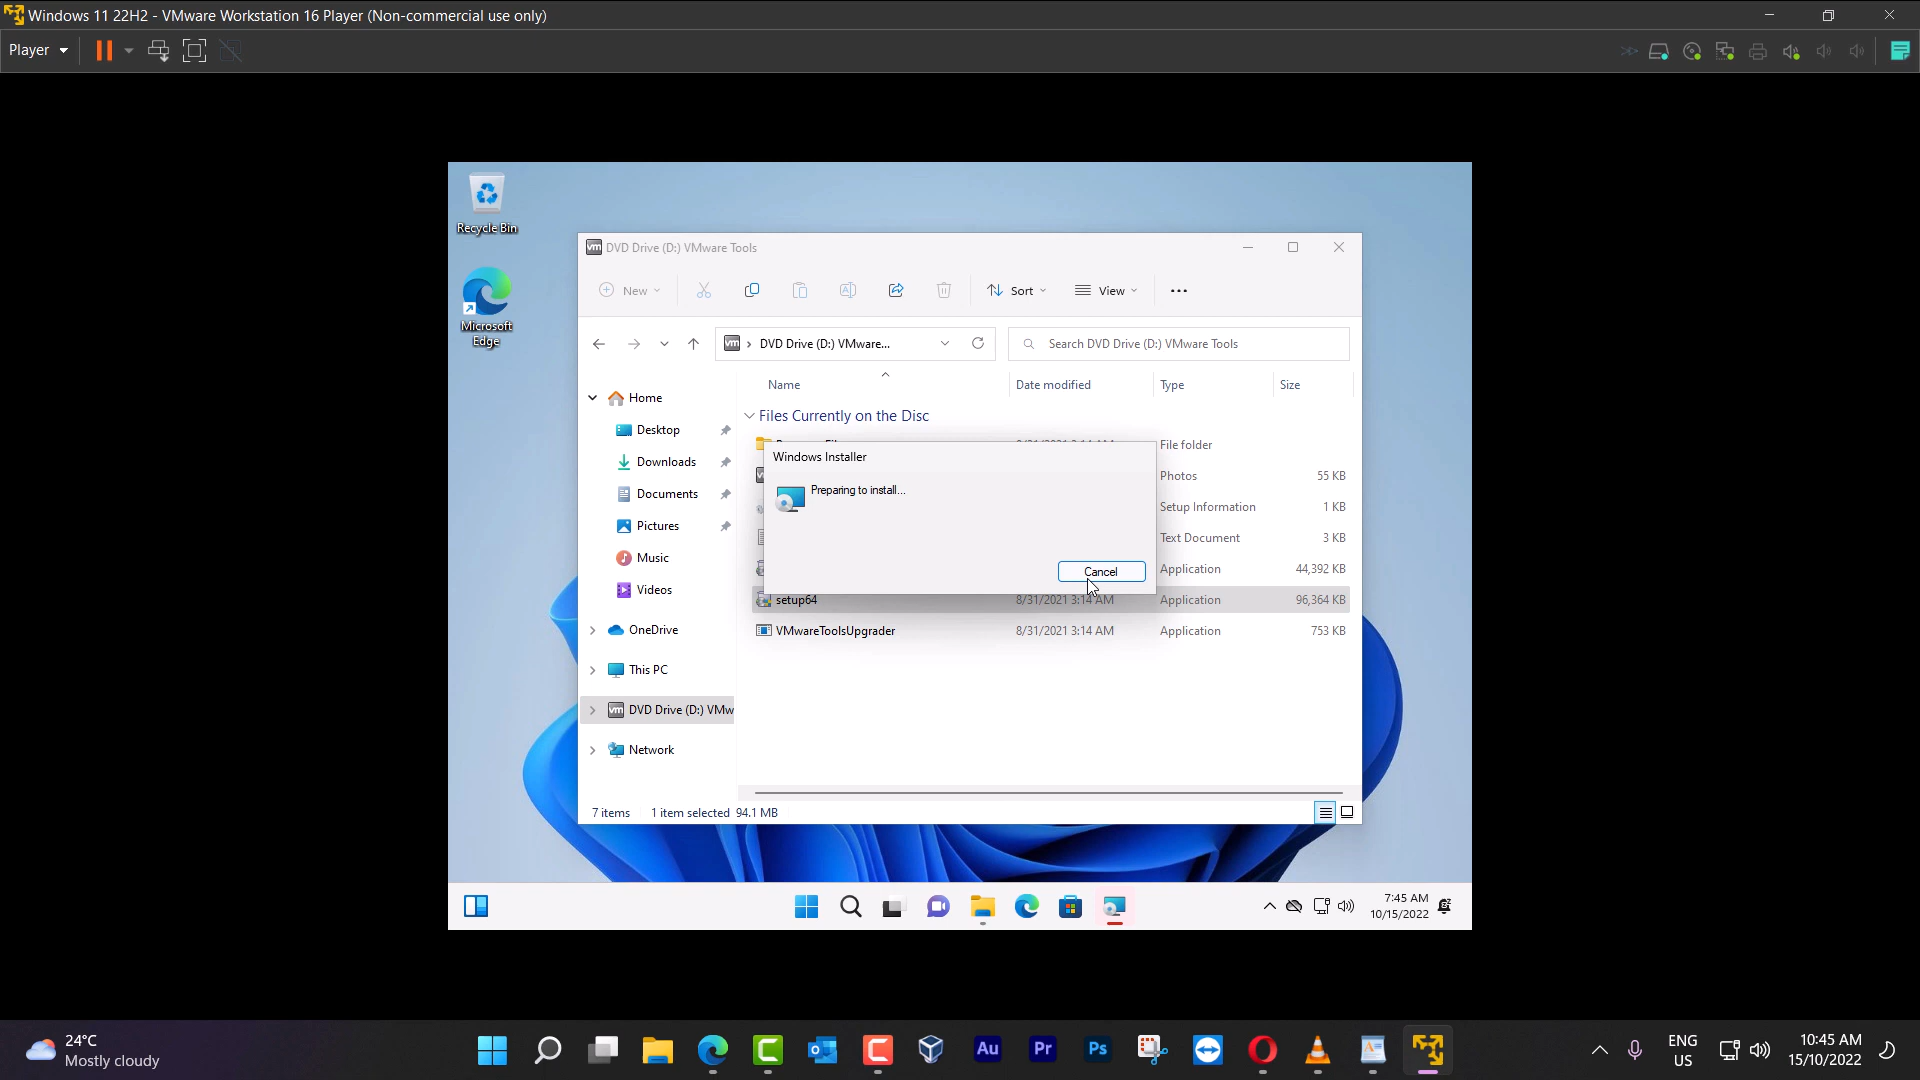 Windows 11 22H2 - VMware Workstation 16 Player (Non-commercial use only)
Player
Recycle Bin
Microsoft
Edge
vm DVD Drive (D:) VMware Tools
New
Sort
View
vm DVD Drive (D:) VMware...
Search DVD Drive (D:) VMware Tools
Name Date modified Type Size
Home
Desktop
Downloads
Documents
Pictures
Music
Videos
OneDrive
This PC
vm DVD Drive (D:) VMw
Network
Files Currently on the Disc
File folder
Photos 55 KB
Setup Information 1 KB
Text Document 3 KB
Application 44,392 KB
setup64 8/31/2021 3:14 AM Application 96,364 KB
VMwareToolsUpgrader 8/31/2021 3:14 AM Application 753 KB
Windows Installer
Preparing to install...
Cancel
7 items 1 item selected 94.1 MB
7:45 AM
10/15/2022
24°C
Mostly cloudy
Au
Pr
Ps
ENG
US
10:45 AM
15/10/2022